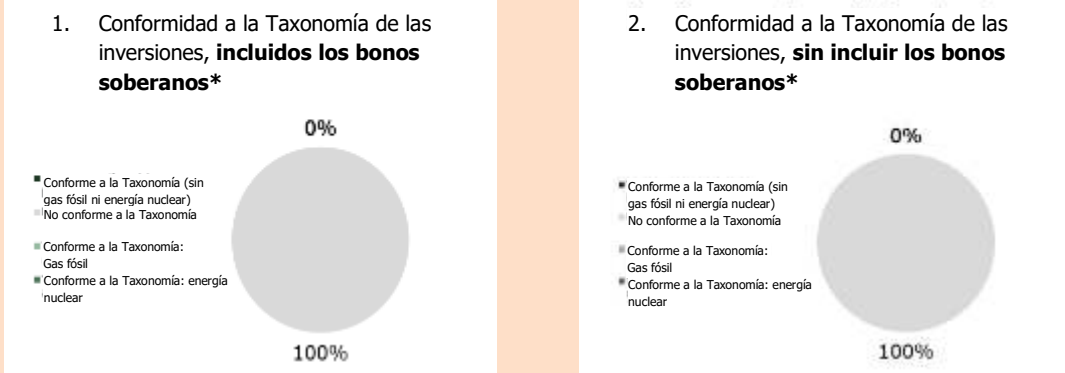 1. Conformidad a la Taxonomía de las
inversiones, incluidos los bonos
soberanos*
0%
Conforme a la Taxonomía (sin
gas fósil ni energía nuclear)
No conforme a la Taxonomía
Conforme a la Taxonomía:
Gas fósil
Conforme a la Taxonomía: energía
nuclear
100%
2. Conformidad a la Taxonomía de las
inversiones, sin incluir los bonos
soberanos*
0%
Conforme a la Taxonomía (sin
gas fósil ni energía nuclear)
No conforme a la Taxonomía
Conforme a la Taxonomía:
Gas fósil
Conforme a la Taxonomía: energía
nuclear
100%